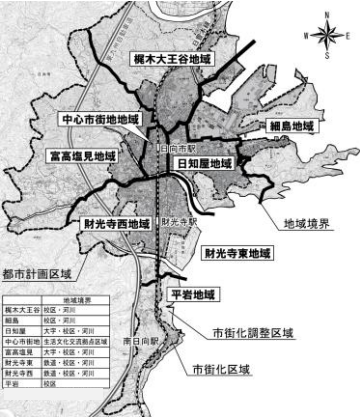 N
W
E
S
梶木大王谷地域
細島地域
中心市街地地域
日向市駅
富高塩見地域
日知屋地域
財光寺西地域
財光寺駅
地域境界
財光寺東地域
都市計画区域
平岩地域
南日向駅
市街化調整区域
市街化区域
地域境界
梶木大王谷 校区・河川
細島 校区・河川
日知屋 大字・校区・河川
中心市街地 生活文化交流拠点区域
富高塩見 大字・校区・河川
財光寺東 鉄道・校区・河川
財光寺西 鉄道・校区・河川
平岩 校区